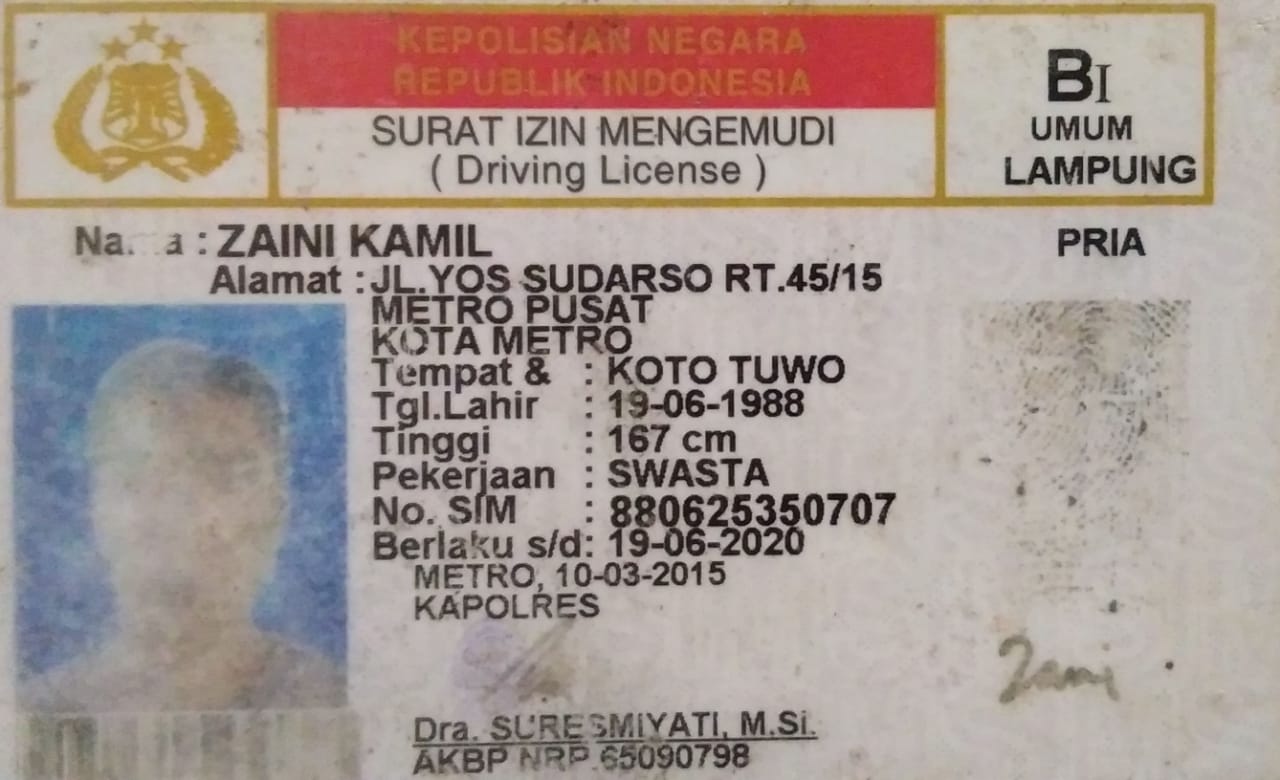 KEPOLISIAN NEGARA
REPUBLIK INDONESIA
SURAT IZIN MENGEMUDI
( Driving License )
BI
UMUM
LAMPUNG
Nama : ZAINI KAMIL
PRIA
Alamat : JL.YOS SUDARSO RT.45/15
METRO PUSAT
KOTA METRO
Tempat & : KOTO TUWO
Tgl.Lahir : 19-06-1988
Tinggi : 167 cm
Pekerjaan : SWASTA
No. SIM : 880625350707
Berlaku s/d: 19-06-2020
METRO, 10-03-2015
KAPOLRES
Dra. SURESMIYATI, M.Si.
AKBP NRP.65090798